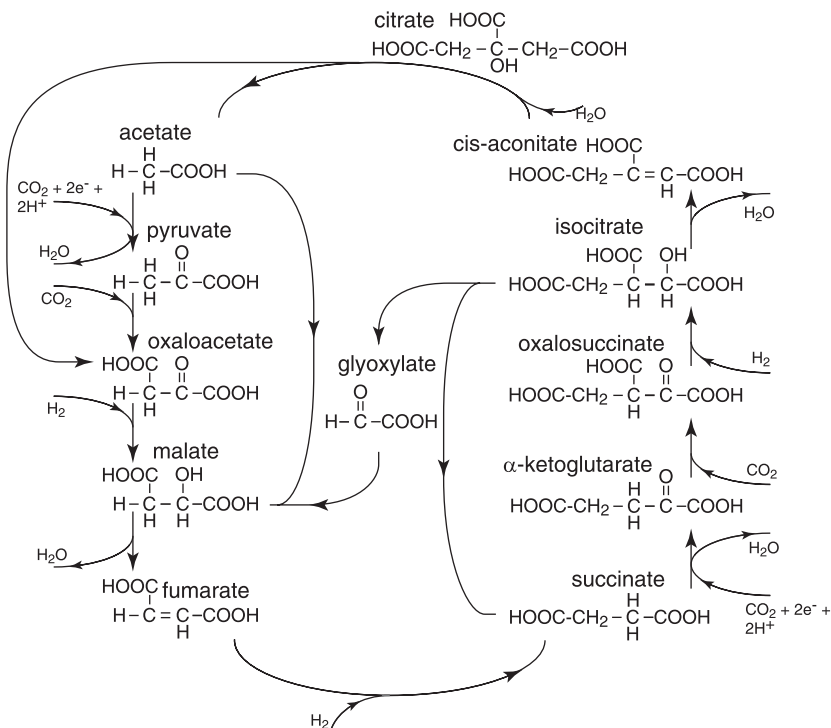 citrate HOOC
HOOC-CH2 - C - CH2-COOH
OH
H2O
acetate
H
H - C - COOH
H
CO2 + 2e- +
2H+
H2O
pyruvate
H O
H - C - C - COOH
H
CO2
oxaloacetate
HOOC O
H - C - C - COOH
H
H2
malate
HOOC OH
H - C - C - COOH
H H
H2O
HOOC fumarate
H - C = C - COOH
H
H2
glyoxylate
O
H - C - COOH
cis-aconitate HOOC
HOOC-CH2 - C = C - COOH
H
H2O
isocitrate
HOOC OH
HOOC-CH2 - C - C - COOH
H H
H2
oxalosuccinate
HOOC O
HOOC-CH2 - C - C - COOH
H
CO2
α-ketoglutarate
H O
HOOC-CH2 - C - C - COOH
H
H2O
succinate
H
HOOC-CH2 - C - COOH
H
CO2 + 2e- +
2H+